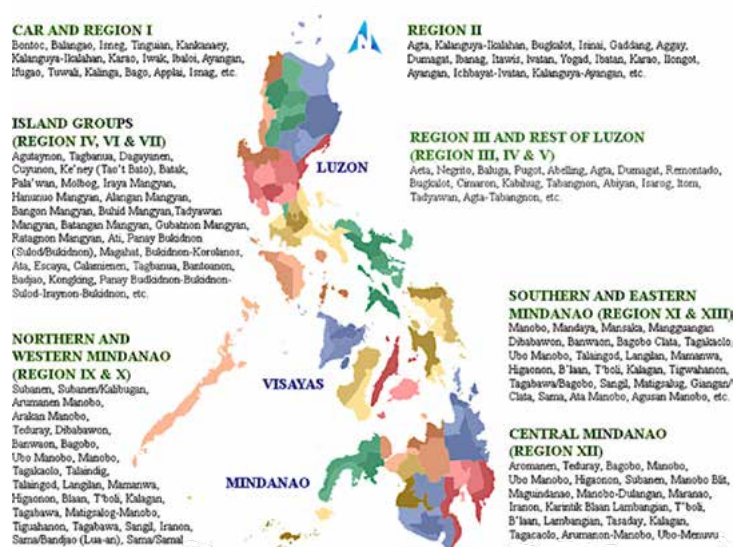 CAR AND REGION I
Bontoc, Balangao, Isneg, Tinguian, Kankanaey,
Kalanguya-Ikalahan, Karao, Iwak, Ibaloi, Ayangan,
Ifugao, Tuwali, Kalinga, Bago, Applai, Isnag, etc.
REGION II
Agta, Kalanguya-Ikalahan, Bugkalot, Isinai, Gaddang, Aggay,
Dumagat, Ibanag, Itawis, Ivatan, Yogad, Ibatan, Karao, Ilongot,
Ayangan, Ichbayat-Ivatan, Kalanguya-Ayangan, etc.
ISLAND GROUPS
(REGION IV, VI & VII)
Agutaynon, Tagbanua, Dagayanen,
Cuyunon, Ke'ney (Tao't Bato), Batak,
Pala'wan, Molbog, Iraya Mangyan,
Hanunuo Mangyan, Alangan Mangyan,
Bangon Mangyan, Buhid Mangyan,Tadyawan
Mangyan, Batangan Mangyan, Gubatnon Mangyan,
Ratagnon Mangyan, Ati, Panay Bukidnon
(Sulod/Bukidnon), Magahat, Bukidnon-Korolanos,
Ata, Escaya, Calamienen, Tagbanua, Bantoanon,
Badjao, Kongking, Panay Budkidnon-Bukidnon-
Sulod-Iraynon-Bukidnon, etc.
LUZON
REGION III AND REST OF LUZON
(REGION III, IV & V)
Aeta, Negrito, Baluga, Pugot, Abelling, Agta, Dumagat, Remontado,
Bugkalot, Cimaron, Kabihug, Tabangnon, Abiyan, Isarog, Itom,
Tadyawan, Agta-Tabangnon, etc.
SOUTHERN AND EASTERN
MINDANAO (REGION XI & XIII)
Manobo, Mandaya, Mansaka, Mangguangan
Dibabawon, Banwaon, Bagobo Clata, Tagakaolo,
Ubo Manobo, Talaingod, Langilan, Mamanwa,
Higaonon, B'laan, T'boli, Kalagan, Tigwahanon,
Tagabawa/Bagobo, Sangil, Matigsalug, Giangan/
Clata, Sama, Ata Manobo, Agusan Manobo, etc.
NORTHERN AND
WESTERN MINDANAO
(REGION IX & X)
Subanen, Subanen/Kalibugan,
Arumanen Manobo,
Arakan Manobo,
Teduray, Dibabawon,
Banwaon, Bagobo,
Ubo Manobo, Manobo,
Tagakaolo, Talaindig,
Talaingod, Langilan, Mamanwa,
Higaonon, Blaan, T'boli, Kalagan,
Tagabawa, Matigsalog-Manobo,
Tiguahanon, Tagabawa, Sangil, Iranon,
Sama/Bandjao (Lua-an), Sama/Samal
VISAYAS
MINDANAO
CENTRAL MINDANAO
(REGION XII)
Aromanen, Teduray, Bagobo, Manobo,
Ubo Manobo, Higaonon, Subanen, Manobo Blit,
Maguindanao, Manobo-Dulangan, Maranao,
Iranon, Karintik Blaan Lambangian, T'boli,
B'laan, Lambangian, Tasaday, Kalagan,
Tagacaolo, Arumanon-Manobo, Ubo-Menuvu